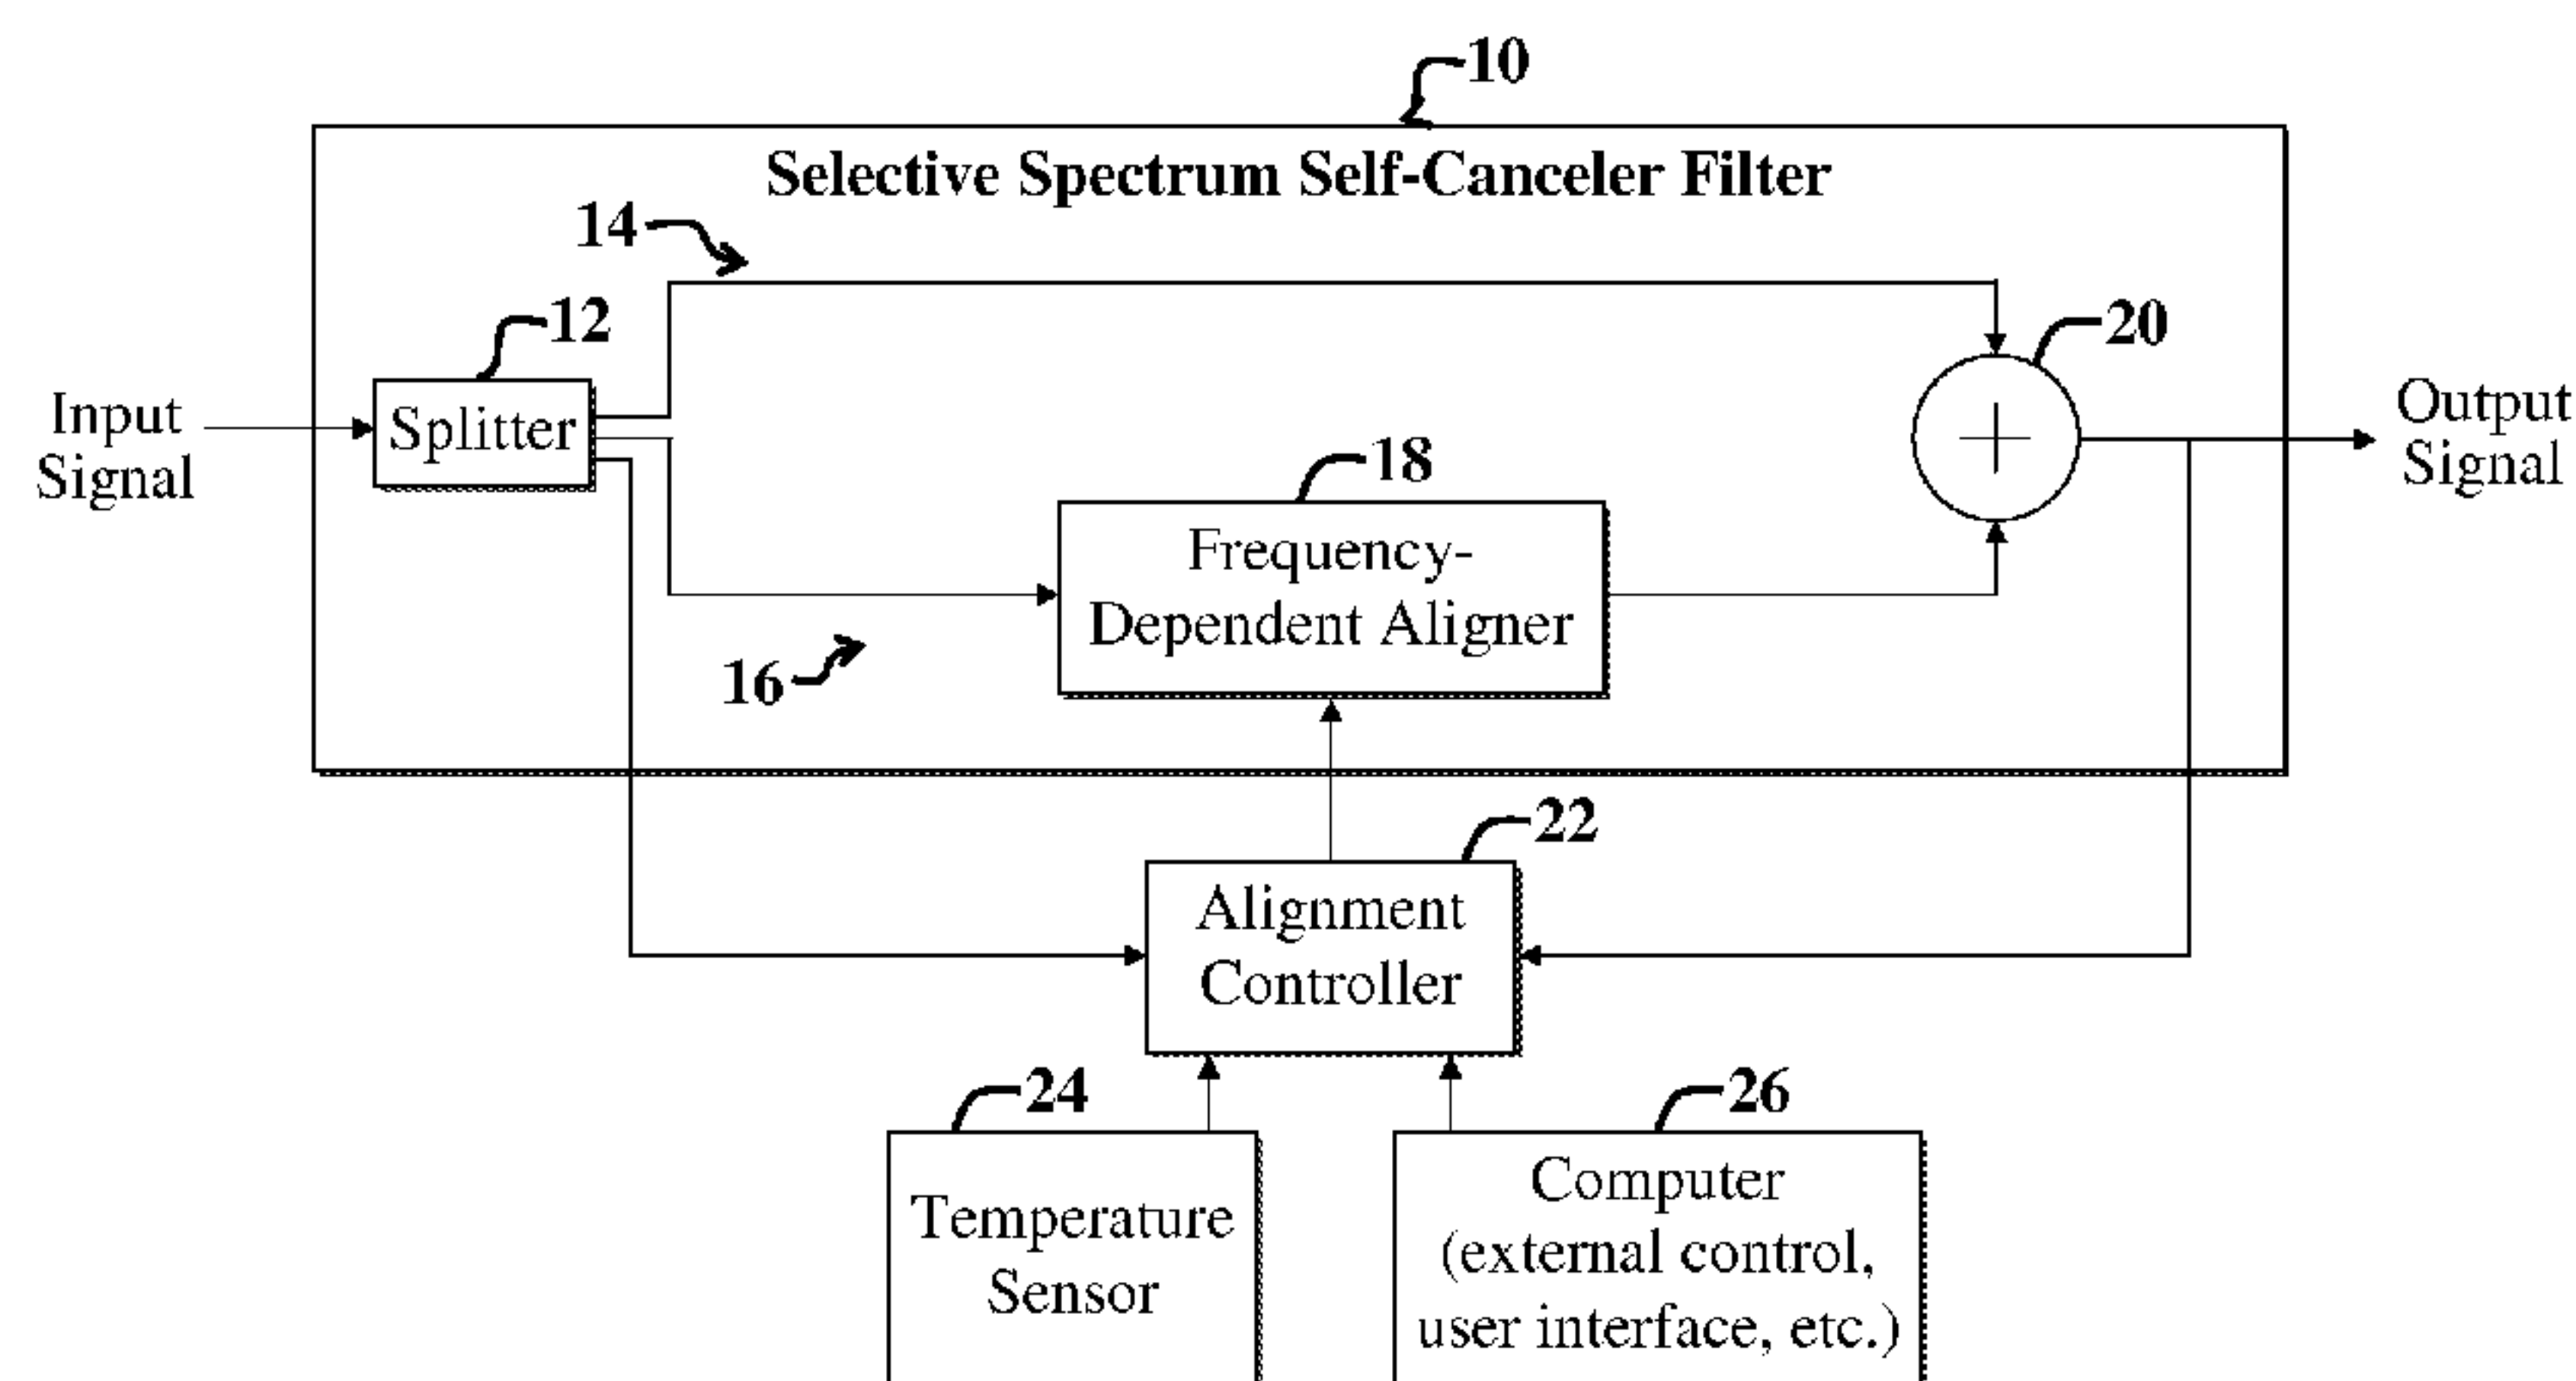 10
Selective Spectrum Self-Canceler Filter
14
12
20
Input
Signal
Splitter
Output
Signal
18
Frequency-
Dependent Aligner
16
22
Alignment
Controller
24
26
Temperature
Sensor
Computer
(external control,
user interface, etc.)